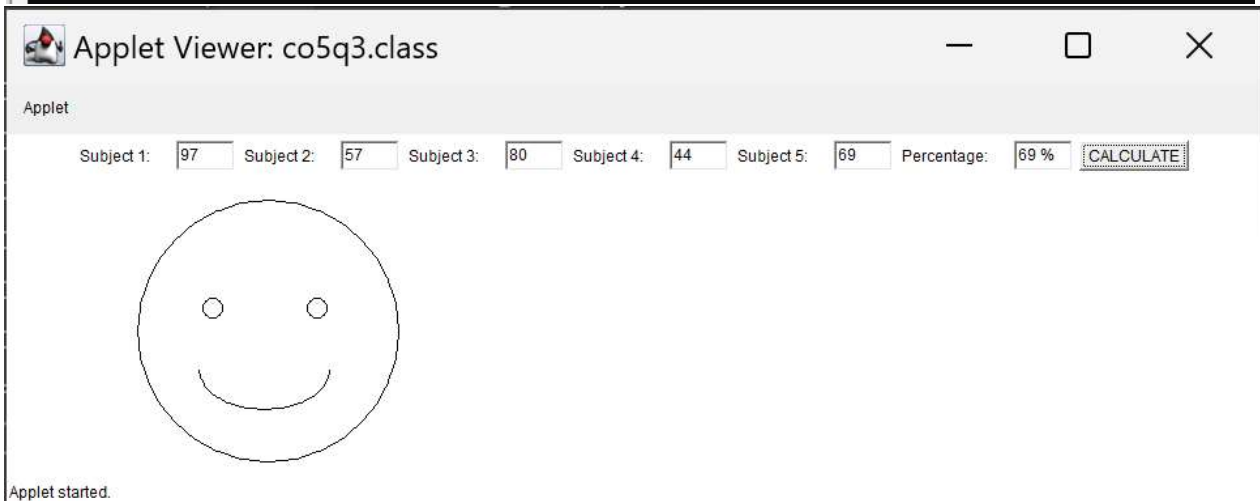 Applet Viewer: co5q3.class
Applet
Subject 1: 97 Subject 2: 57 Subject 3: 80 Subject 4: 44 Subject 5: 69 Percentage: 69 % CALCULATE
Applet started.